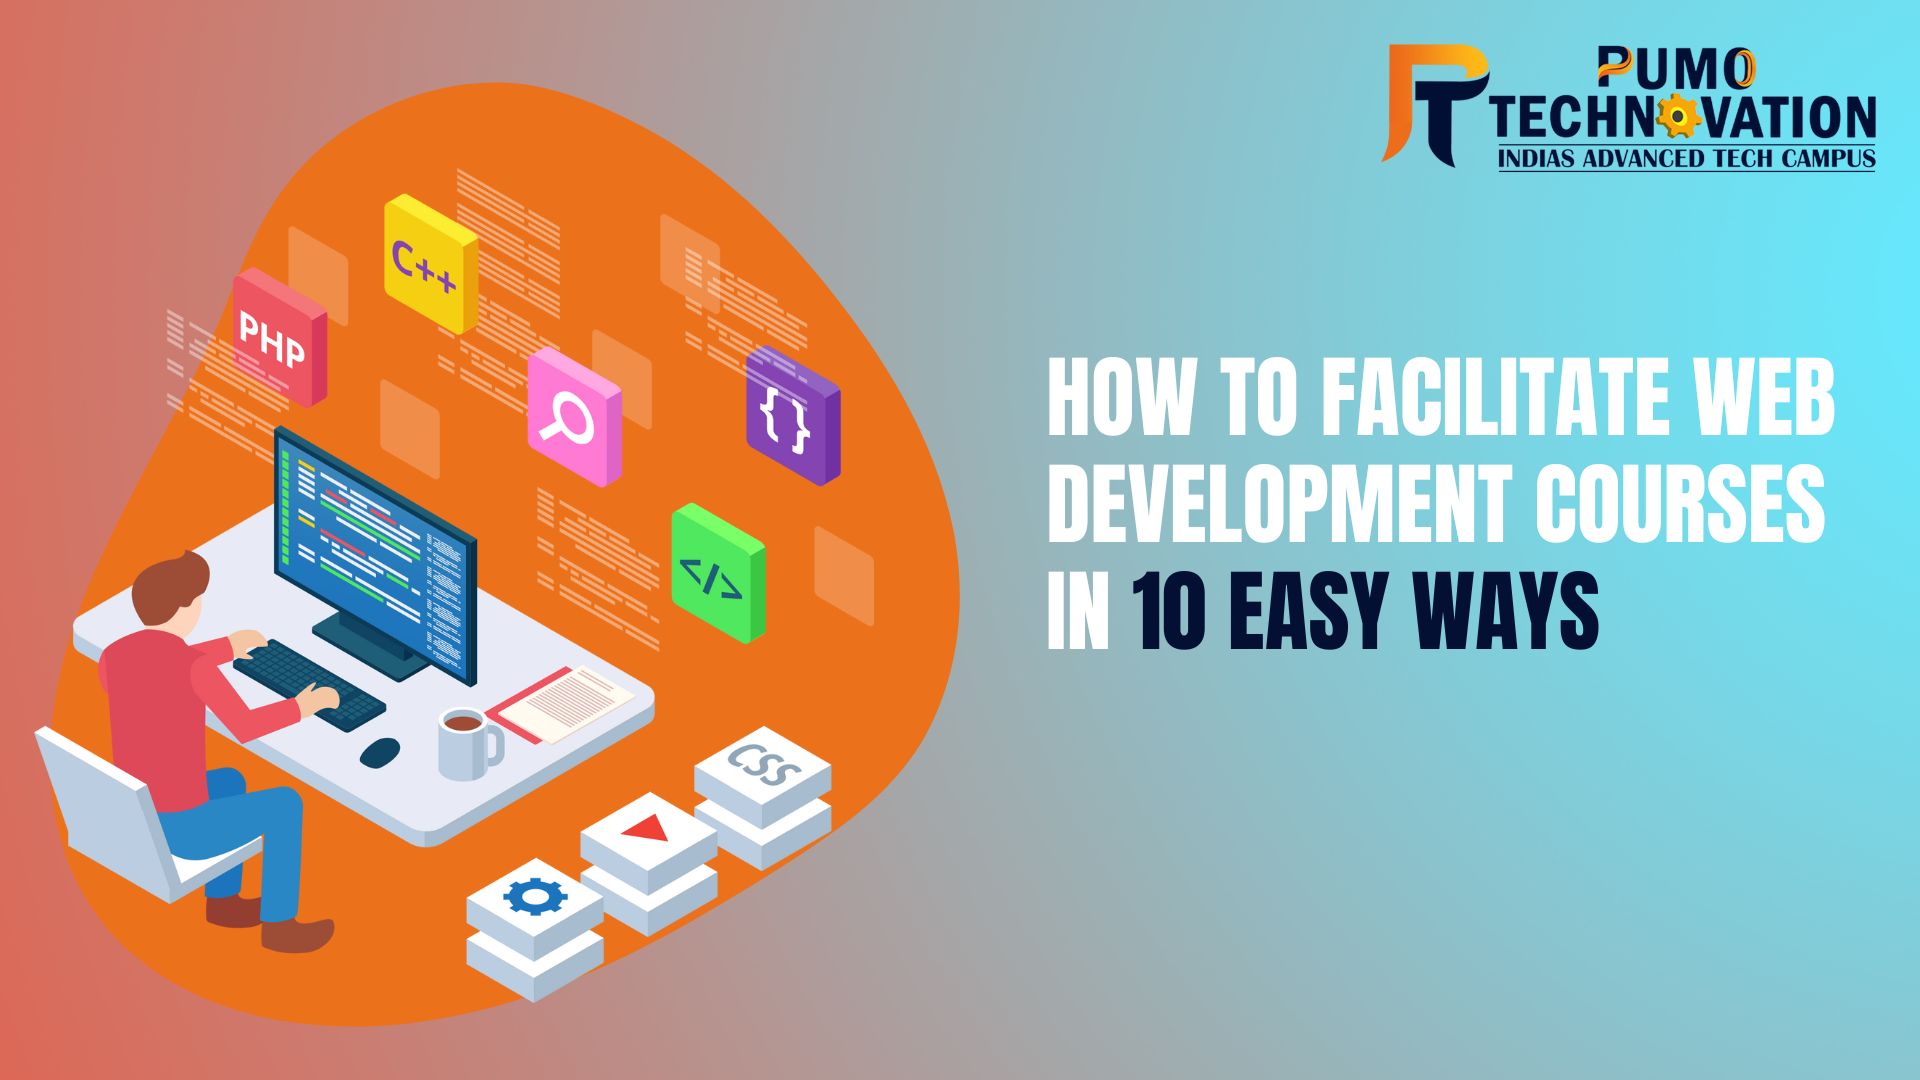 PUMO
TECHNOVATION
INDIAS ADVANCED TECH CAMPUS
C++
PHP
{}
</>
CSS
HOW TO FACILITATE WEB
DEVELOPMENT COURSES
IN 10 EASY WAYS